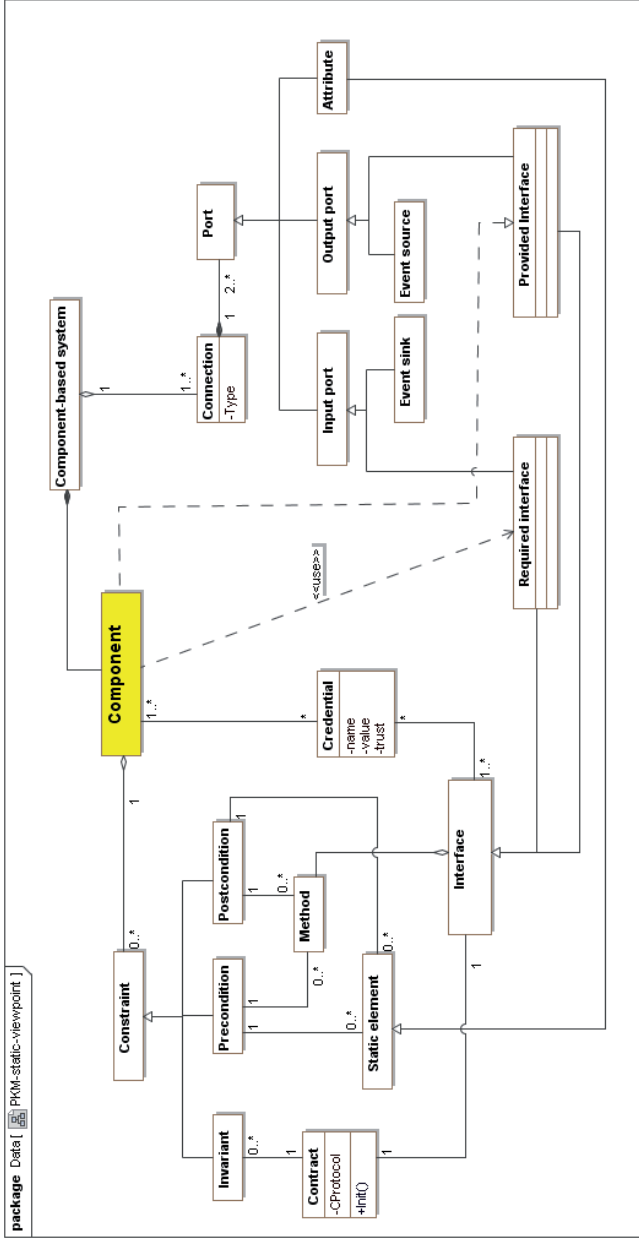 package Data [ PKM-static-viewpoint ]
Component-based system
1
1..*
Connection
-Type
1
2..*
Port
Component
1
0..*
Constraint
1..*
*
Credential
-name
-value
-trust
*
1..*
<<use>>
Invariant
0..*
1
Contract
-CProtocol
+Init()
1
1
Precondition
1
1
0..*
0..*
Postcondition
1
1
0..*
0..*
Method
Static element
Interface
Input port
Output port
Attribute
Event sink
Event source
Required interface
Provided Interface